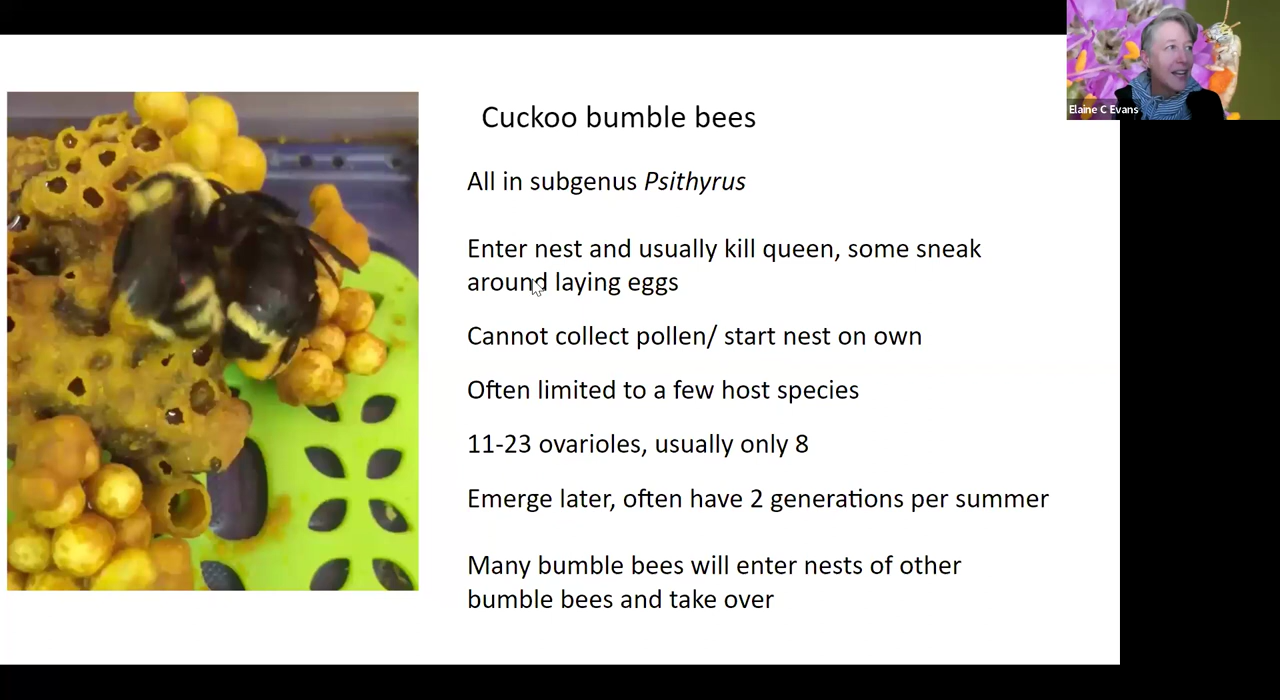 Elaine C Evans
Cuckoo bumble bees
All in subgenus Psithyrus
Enter nest and usually kill queen, some sneak
around laying eggs
Cannot collect pollen/ start nest on own
Often limited to a few host species
11-23 ovarioles, usually only 8
Emerge later, often have 2 generations per summer
Many bumble bees will enter nests of other
bumble bees and take over